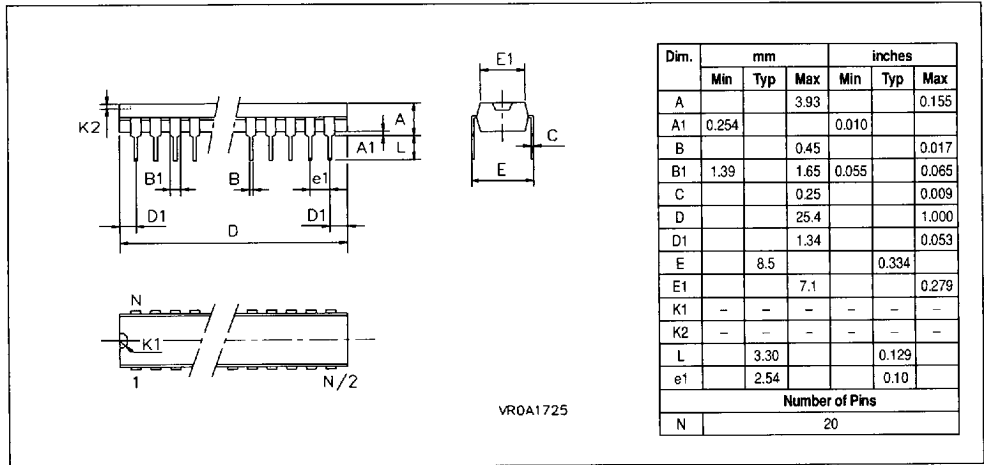 K2
A
A1
L
B1
B
e1
D1
D1
D
E1
C
E
N
K1
1
N/2
VR0A1725
Dim. mm inches
Min Typ Max Min Typ Max
A 3.93 0.155
A1 0.254 0.010
B 0.45 0.017
B1 1.39 1.65 0.055 0.065
C 0.25 0.009
D 25.4 1.000
D1 1.34 0.053
E 8.5 0.334
E1 7.1 0.279
K1 – – – – – –
K2 – – – – – –
L 3.30 0.129
e1 2.54 0.10
Number of Pins
N 20